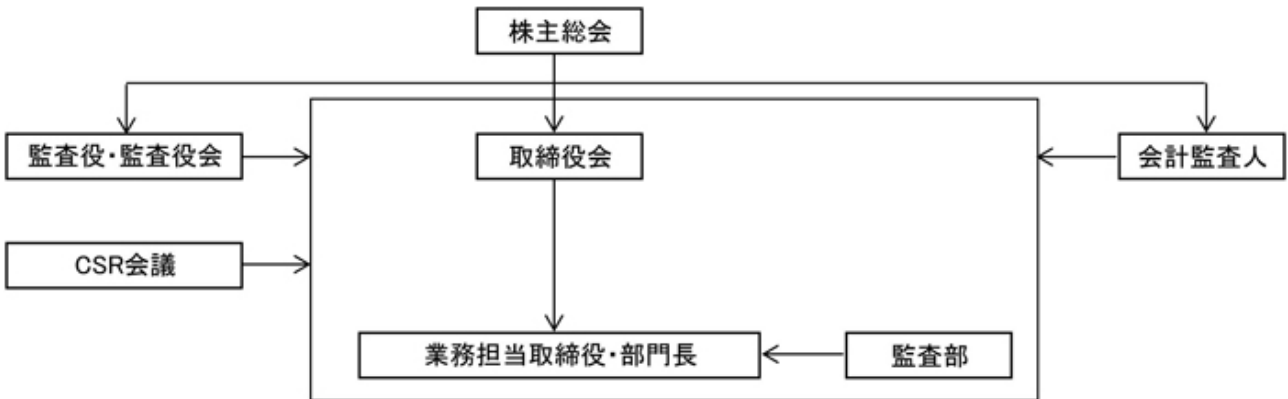 株主総会
監査役・監査役会
取締役会
会計監査人
CSR会議
業務担当取締役・部門長
監査部